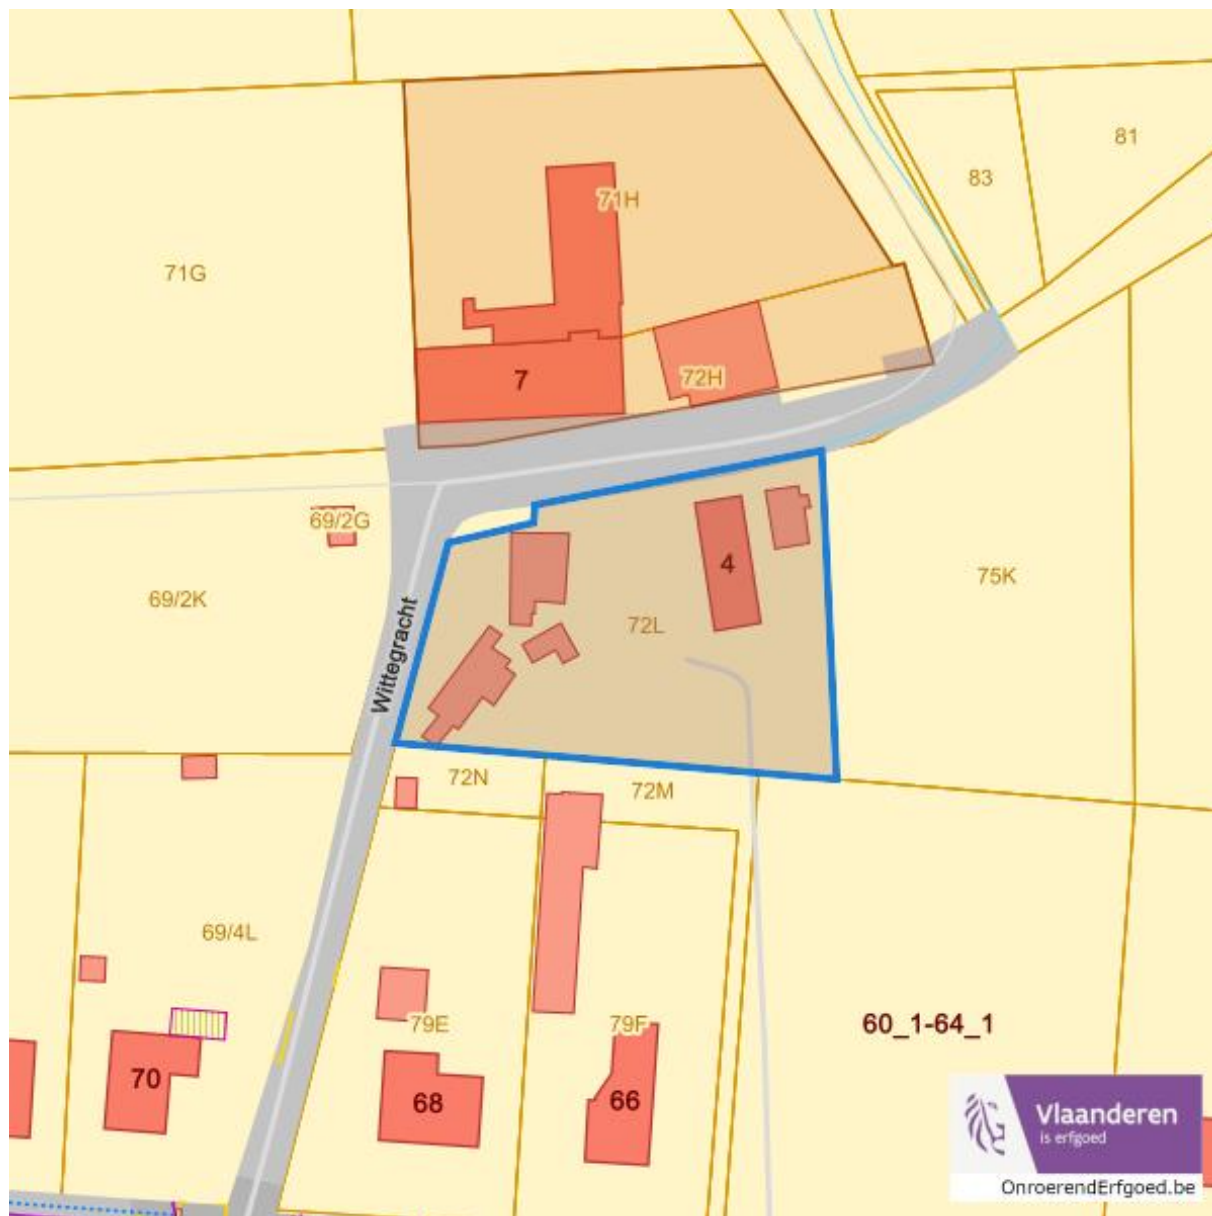 81
83
71H
71G
7
72H
69/2G
4
75K
69/2K
72L
Wittegracht
72N
72M
69/4L
79E
79F
60_1-64_1
70
68
66
Vlaanderen
is erfgoed
OnroerendErfgoed.be